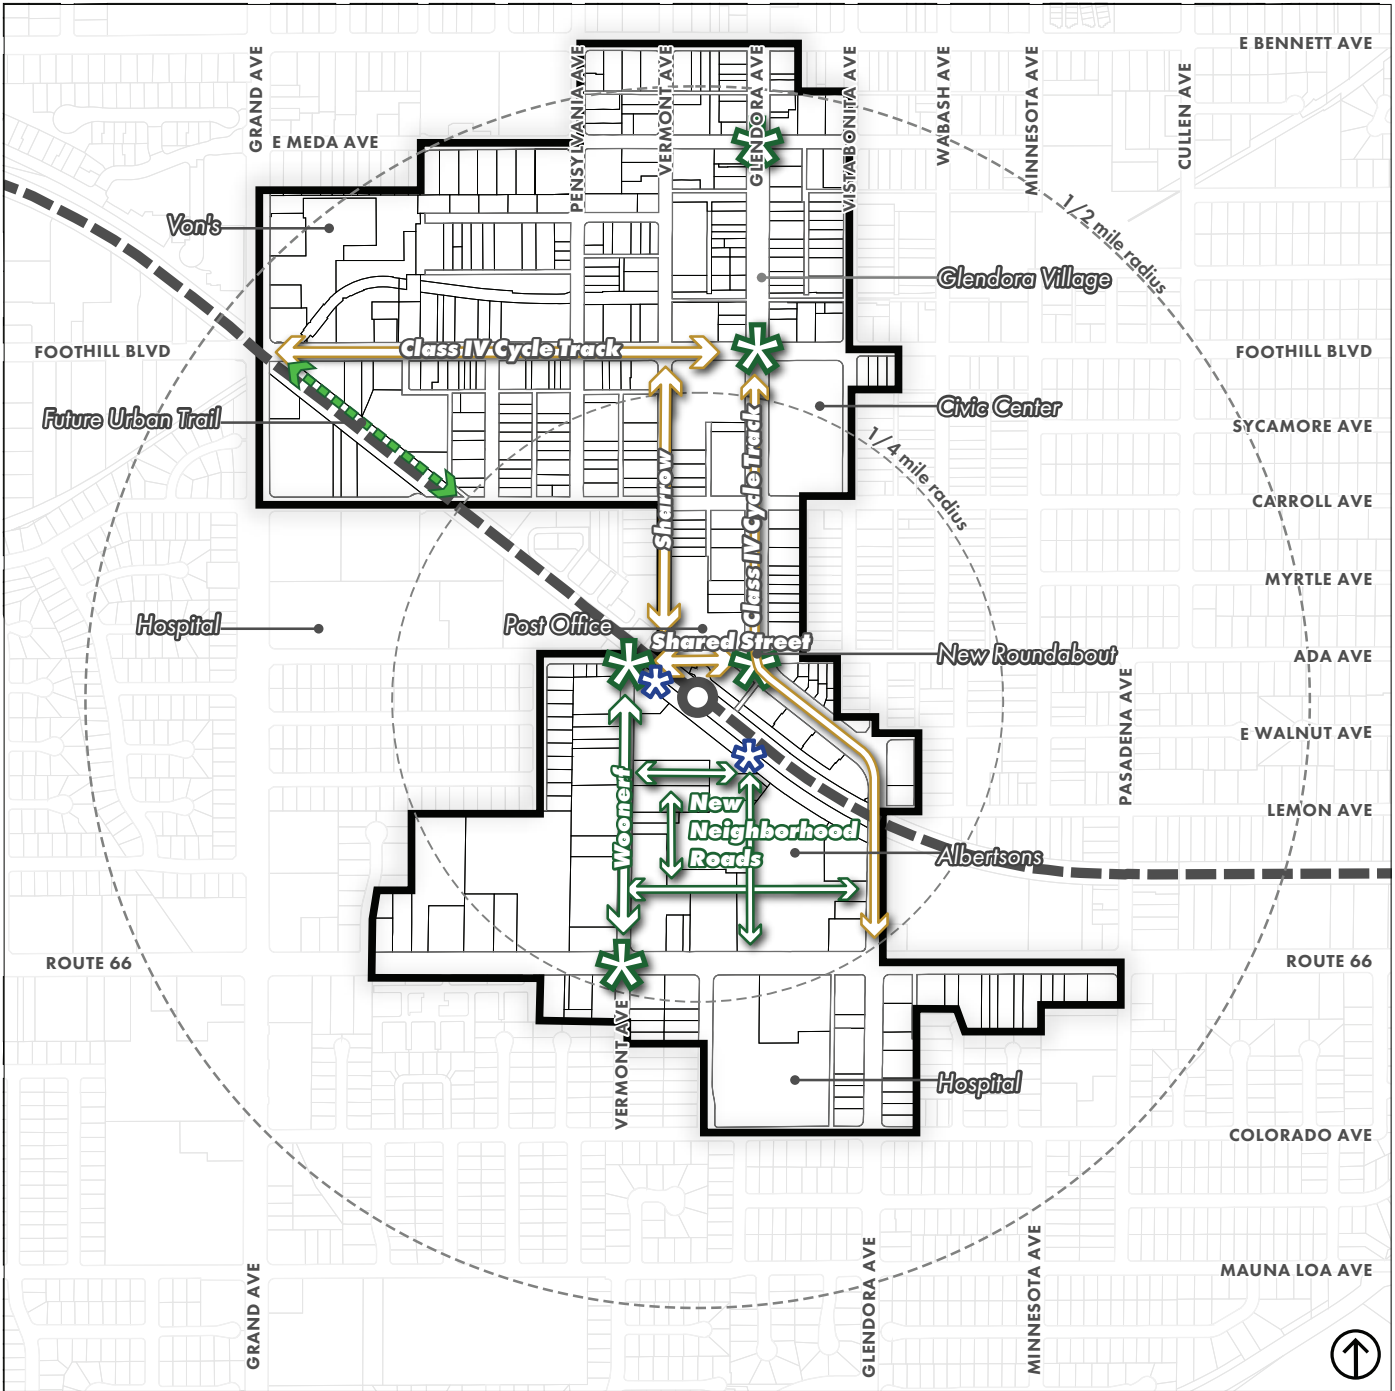 E BENNETT AVE
GRAND AVE
PENSYLVANIA AVE
VERMONT AVE
GLENDORA AVE
VISTA BONITA AVE
WABASH AVE
MINNESOTA AVE
CULLEN AVE
E MEDA AVE
1/2 mile radius
Von's
Glendora Village
FOOTHILL BLVD
Class IV Cycle Track
FOOTHILL BLVD
Future Urban Trail
Civic Center
SYCAMORE AVE
1/4 mile radius
Sharrow
Class IV Cycle Track
CARROLL AVE
MYRTLE AVE
Hospital
Post Office
Shared Street
New Roundabout
ADA AVE
PASADENA AVE
E WALNUT AVE
Woonerf
New
Neighborhood
Roads
LEMON AVE
Albertsons
ROUTE 66
ROUTE 66
VERMONT AVE
Hospital
COLORADO AVE
GRAND AVE
GLENDORA AVE
MINNESOTA AVE
MAUNA LOA AVE